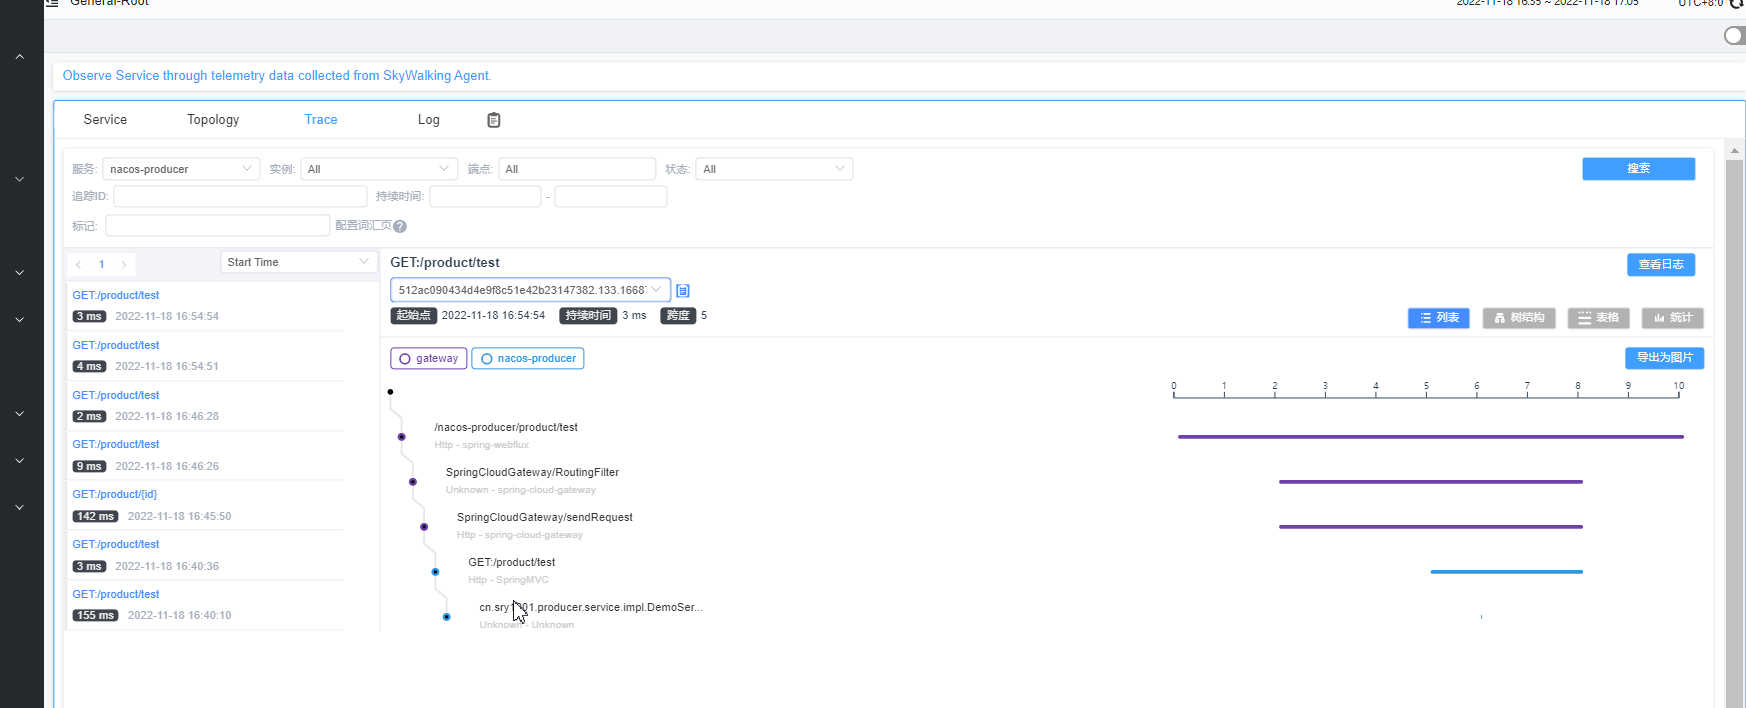 General-Root
2022-11-18 16:35 ~ 2022-11-18 17:05 UTC+8:0
Observe Service through telemetry data collected from SkyWalking Agent.
Service Topology Trace Log
服务: nacos-producer 实例: All 端点: All 状态: All 搜索
追踪ID: 持续时间: -
标记: 配置词汇页 ?
1 Start Time
GET:/product/test
3 ms 2022-11-18 16:54:54
GET:/product/test
4 ms 2022-11-18 16:54:51
GET:/product/test
2 ms 2022-11-18 16:46:28
GET:/product/test
9 ms 2022-11-18 16:46:26
GET:/product/{id}
142 ms 2022-11-18 16:45:50
GET:/product/test
3 ms 2022-11-18 16:40:36
GET:/product/test
155 ms 2022-11-18 16:40:10
GET:/product/test 查看日志
512ac090434d4e9f8c51e42b23147382.133.1668
起始点 2022-11-18 16:54:54 持续时间 3 ms 跨度 5
列表 树结构 表格 统计
gateway nacos-producer 导出为图片
0 1 2 3 4 5 6 7 8 9 10
/nacos-producer/product/test
Http - spring-webflux
SpringCloudGateway/RoutingFilter
Unknown - spring-cloud-gateway
SpringCloudGateway/sendRequest
Http - spring-cloud-gateway
GET:/product/test
Http - SpringMVC
cn.sry1201.producer.service.impl.DemoSer...
Unknown - Unknown